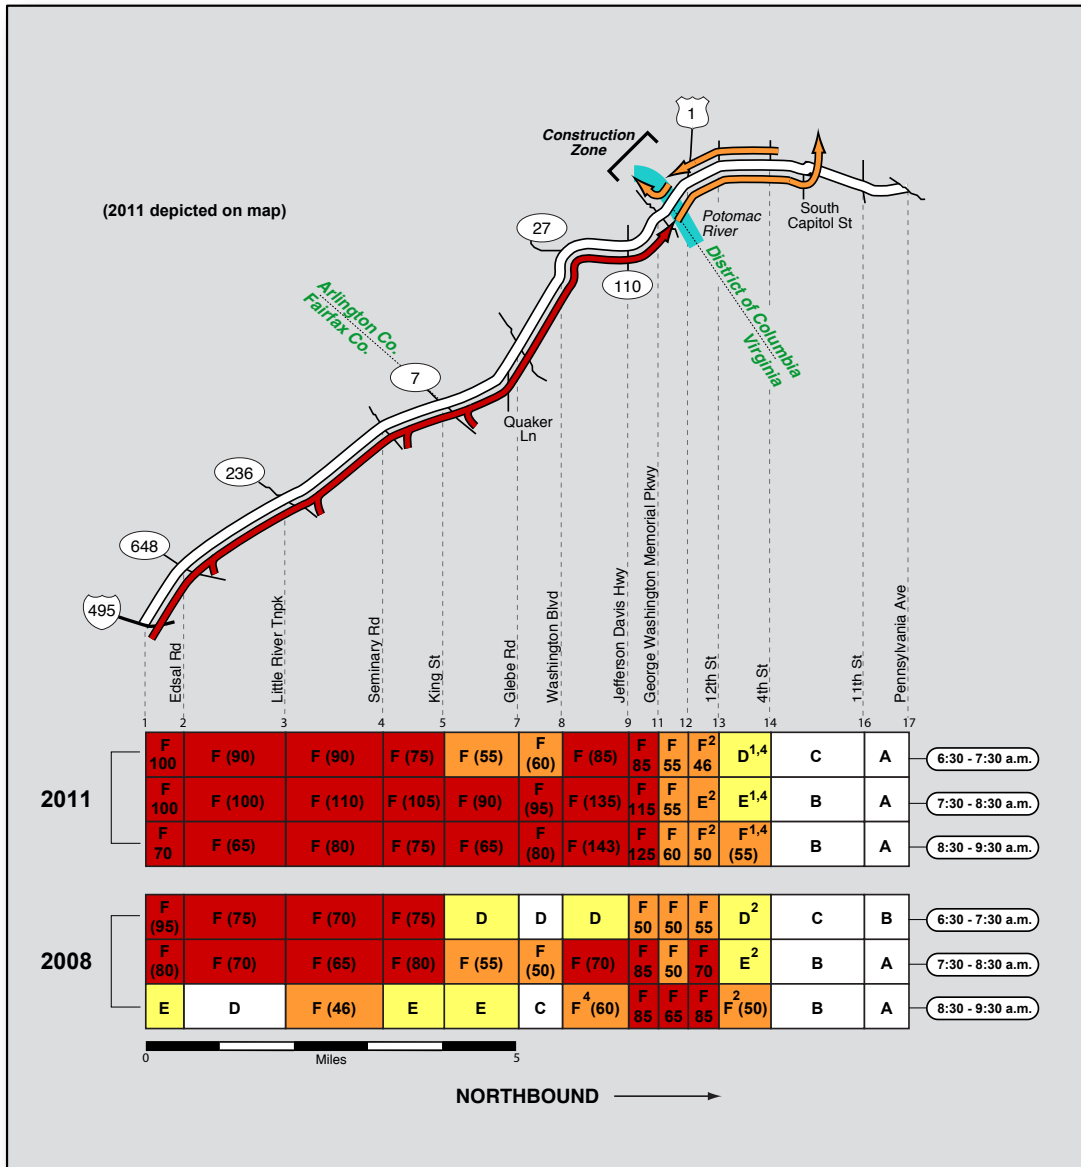 1
Construction
Zone
(2011 depicted on map)
27
Potomac
River
South
Capitol St
110
District of Columbia
Virginia
Arlington Co.
Fairfax Co.
7
Quaker
Ln
236
648
495
Edsal Rd
Little River Tnpk
Seminary Rd
King St
Glebe Rd
Washington Blvd
Jefferson Davis Hwy
George Washington Memorial Pkwy
12th St
4th St
11th St
Pennsylvania Ave
1 2 3 4 5 7 8 9 11 12 13 14 16 17
2011
F 100 F (90) F (90) F (75) F (55) F (60) F (85) F 85 F 55 F² 46 D¹,⁴ C A 6:30 - 7:30 a.m.
F 100 F (100) F (110) F (105) F (90) F (95) F (135) F 115 F 55 E² E¹,⁴ B A 7:30 - 8:30 a.m.
F 70 F (65) F (80) F (75) F (65) F (80) F (143) F 125 F 60 F² 50 F¹,⁴ (55) B A 8:30 - 9:30 a.m.
2008
F (95) F (75) F (70) F (75) D D D F 50 F 50 F 55 D² C B 6:30 - 7:30 a.m.
F (80) F (70) F (65) F (80) F (55) F (50) F (70) F 85 F 50 F 70 E² B A 7:30 - 8:30 a.m.
E D F (46) E E C F⁴ (60) F 85 F 65 F 85 F² (50) B A 8:30 - 9:30 a.m.
0 Miles 5
NORTHBOUND